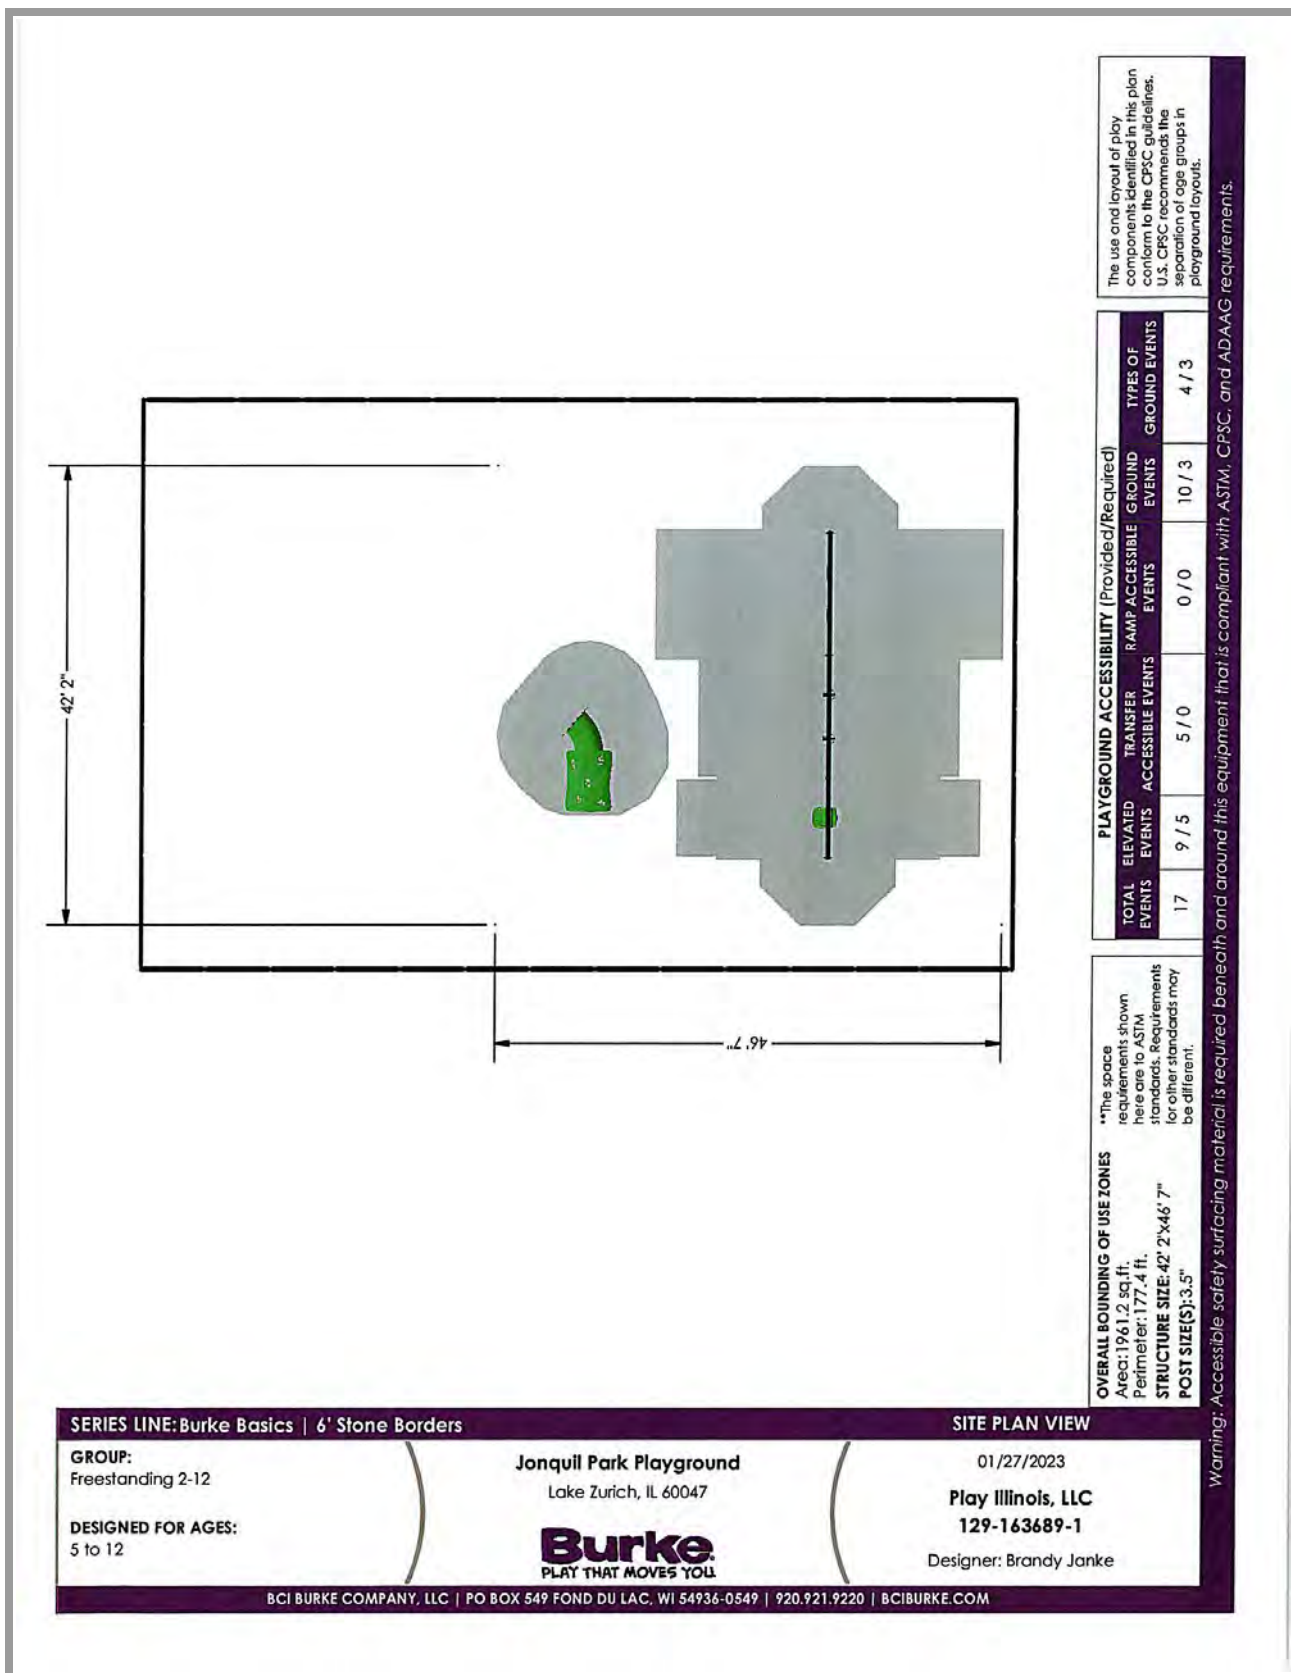 The use and layout of play
components identified in this plan
conform to the CPSC guildelines.
U.S. CPSC recommends the
separation of age groups in
playground layouts.
PLAYGROUND ACCESSIBILITY (Provided/Required)
TOTAL EVENTS
ELEVATED EVENTS
TRANSFER ACCESSIBLE EVENTS
RAMP ACCESSIBLE EVENTS
GROUND EVENTS
TYPES OF GROUND EVENTS
17
9 / 5
5 / 0
0 / 0
10 / 3
4 / 3
42' 2"
46' 7"
OVERALL BOUNDING OF USE ZONES
Area:1961.2 sq.ft.
Perimeter:177.4 ft.
STRUCTURE SIZE:42' 2"x46' 7"
POST SIZE(S):3.5"
**The space
requirements shown
here are to ASTM
standards. Requirements
for other standards may
be different.
Warning: Accessible safety surfacing material is required beneath and around this equipment that is compliant with ASTM, CPSC, and ADAAG requirements.
SERIES LINE: Burke Basics | 6' Stone Borders
SITE PLAN VIEW
GROUP:
Freestanding 2-12
DESIGNED FOR AGES:
5 to 12
Jonquil Park Playground
Lake Zurich, IL 60047
Burke
PLAY THAT MOVES YOU
01/27/2023
Play Illinois, LLC
129-163689-1
Designer: Brandy Janke
BCI BURKE COMPANY, LLC | PO BOX 549 FOND DU LAC, WI 54936-0549 | 920.921.9220 | BCIBURKE.COM